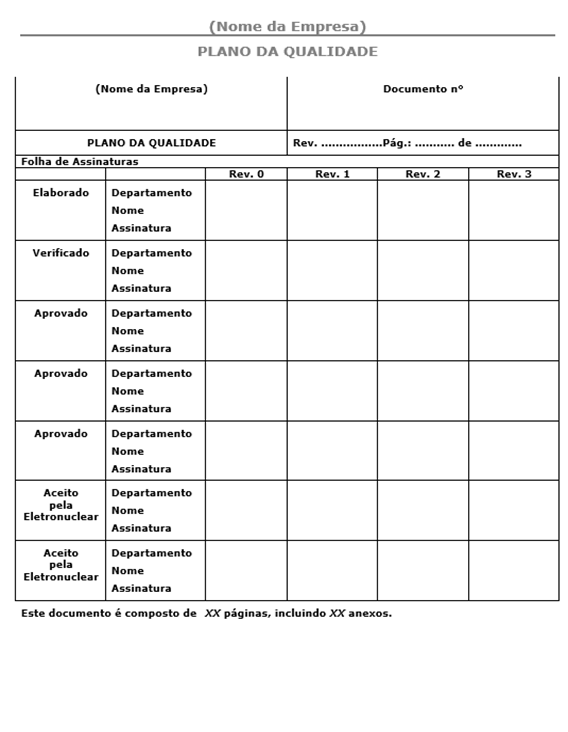 (Nome da Empresa)
PLANO DA QUALIDADE
(Nome da Empresa) Documento nº
PLANO DA QUALIDADE Rev. .................Pág.: ........... de .............
Folha de Assinaturas
Rev. 0 Rev. 1 Rev. 2 Rev. 3
Elaborado Departamento
Nome
Assinatura
Verificado Departamento
Nome
Assinatura
Aprovado Departamento
Nome
Assinatura
Aprovado Departamento
Nome
Assinatura
Aprovado Departamento
Nome
Assinatura
Aceito
pela
Eletronuclear
Departamento
Nome
Assinatura
Aceito
pela
Eletronuclear
Departamento
Nome
Assinatura
Este documento é composto de XX páginas, incluindo XX anexos.